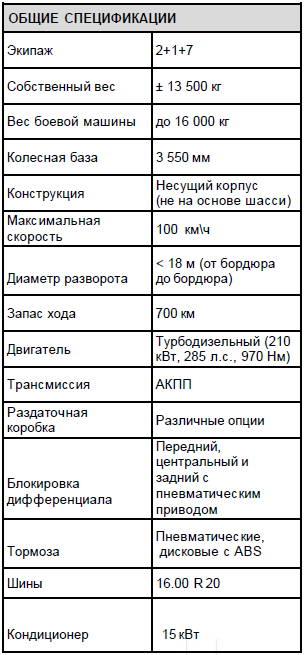 ОБЩИЕ СПЕЦИФИКАЦИИ
Экипаж 2+1+7
Собственный вес ± 13 500 кг
Вес боевой машины до 16 000 кг
Колесная база 3 550 мм
Конструкция Несущий корпус
(не на основе шасси)
Максимальная
скорость 100 км\ч
Диаметр разворота < 18 м (от бордюра
до бордюра)
Запас хода 700 км
Двигатель Турбодизельный (210
кВт, 285 л.с., 970 Нм)
Трансмиссия АКПП
Раздаточная
коробка Различные опции
Блокировка
дифференциала Передний,
центральный и
задний с
пневматическим
приводом
Тормоза Пневматические,
дисковые с ABS
Шины 16.00 R 20
Кондиционер 15 кВт